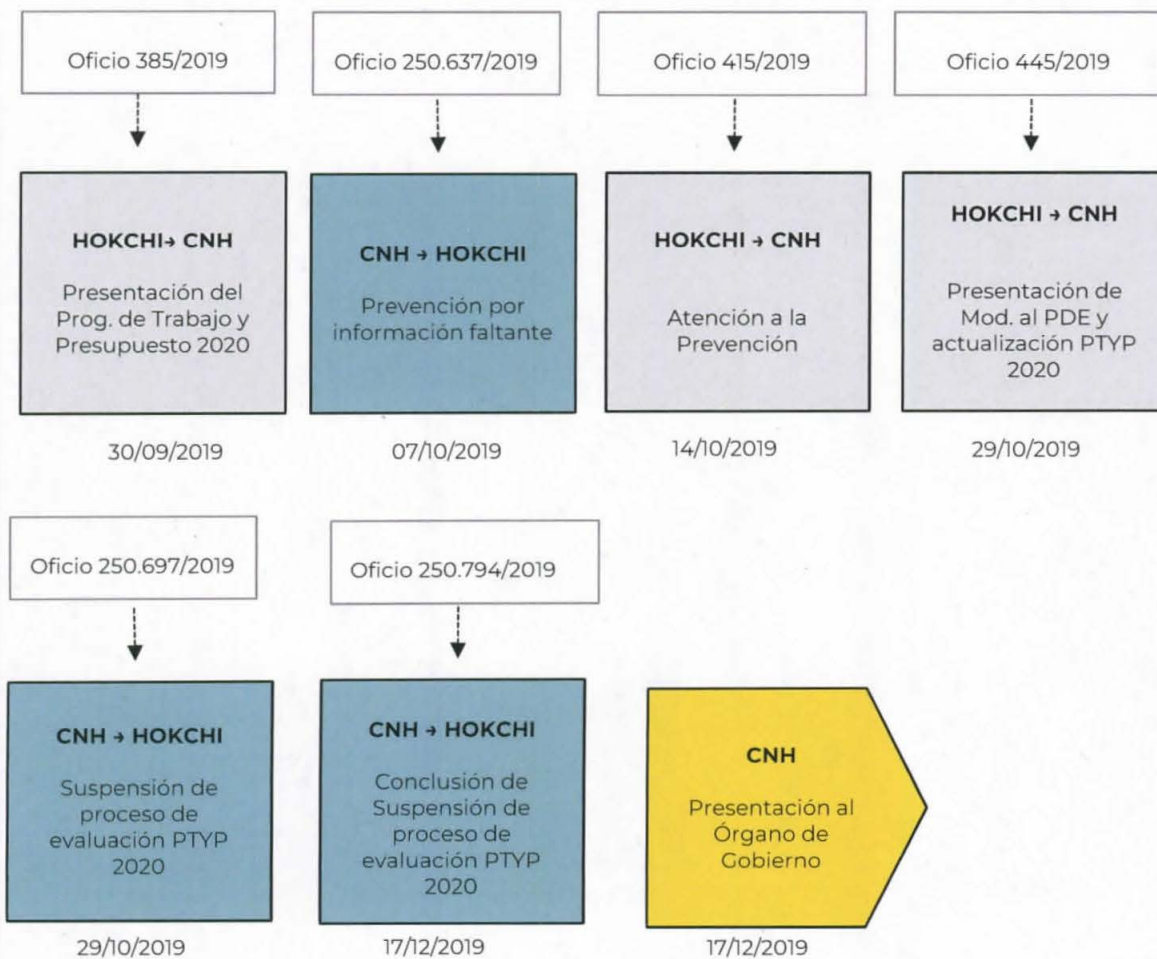 Oficio 385/2019
Oficio 250.637/2019
Oficio 415/2019
Oficio 445/2019
HOKCHI→ CNH
Presentación del
Prog. de Trabajo y
Presupuesto 2020
CNH → HOKCHI
Prevención por
información faltante
HOKCHI → CNH
Atención a la
Prevención
HOKCHI → CNH
Presentación de
Mod. al PDE y
actualización PTYP
2020
30/09/2019
07/10/2019
14/10/2019
29/10/2019
Oficio 250.697/2019
Oficio 250.794/2019
CNH → HOKCHI
Suspensión de
proceso de
evaluación PTYP
2020
CNH → HOKCHI
Conclusión de
Suspensión de
proceso de
evaluación PTYP
2020
CNH
Presentación al
Órgano de
Gobierno
29/10/2019
17/12/2019
17/12/2019